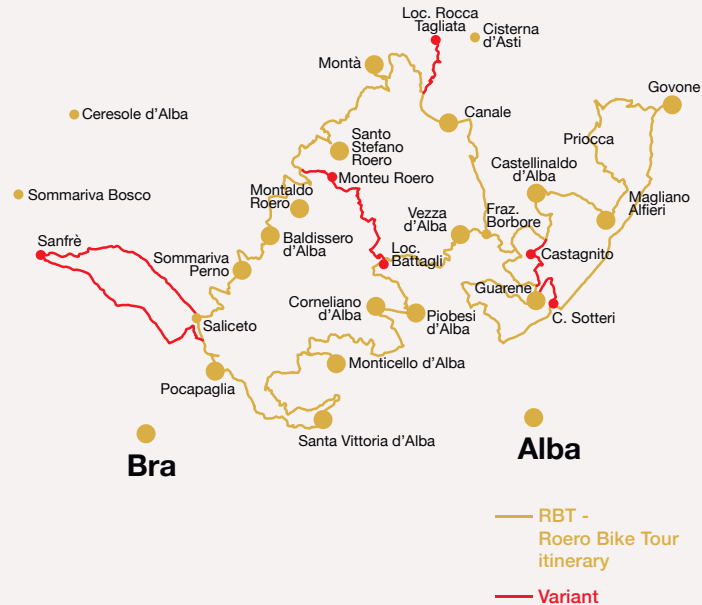 Loc. Rocca
Tagliata
Cisterna
d'Asti
Montà
Govone
Ceresole d'Alba
Canale
Priocca
Santo
Stefano
Roero
Castellinaldo
d'Alba
Monteu Roero
Sommariva Bosco
Montaldo
Roero
Magliano
Alfieri
Vezza
d'Alba
Fraz.
Borbore
Sanfrè
Baldissero
d'Alba
Loc.
Battagli
Castagnito
Sommariva
Perno
Guarene
Corneliano
d'Alba
Piobesi
d'Alba
C. Sotteri
Saliceto
Monticello d'Alba
Pocapaglia
Santa Vittoria d'Alba
Bra
Alba
RBT -
Roero Bike Tour
itinerary
Variant